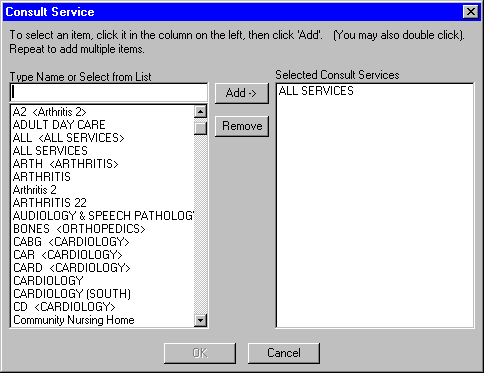 Consult Service
To select an item, click it in the column on the left, then click 'Add'. (You may also double click).
Repeat to add multiple items.
Type Name or Select from List
Selected Consult Services
Add ->
Remove
A2 <Arthritis 2>
ADULT DAY CARE
ALL <ALL SERVICES>
ALL SERVICES
ARTH <ARTHRITIS>
ARTHRITIS
Arthritis 2
ARTHRITIS 22
AUDIOLOGY & SPEECH PATHOLOG
BONES <ORTHOPEDICS>
CABG <CARDIOLOGY>
CAR <CARDIOLOGY>
CARD <CARDIOLOGY>
CARDIOLOGY
CARDIOLOGY (SOUTH)
CD <CARDIOLOGY>
Community Nursing Home
ALL SERVICES
OK
Cancel